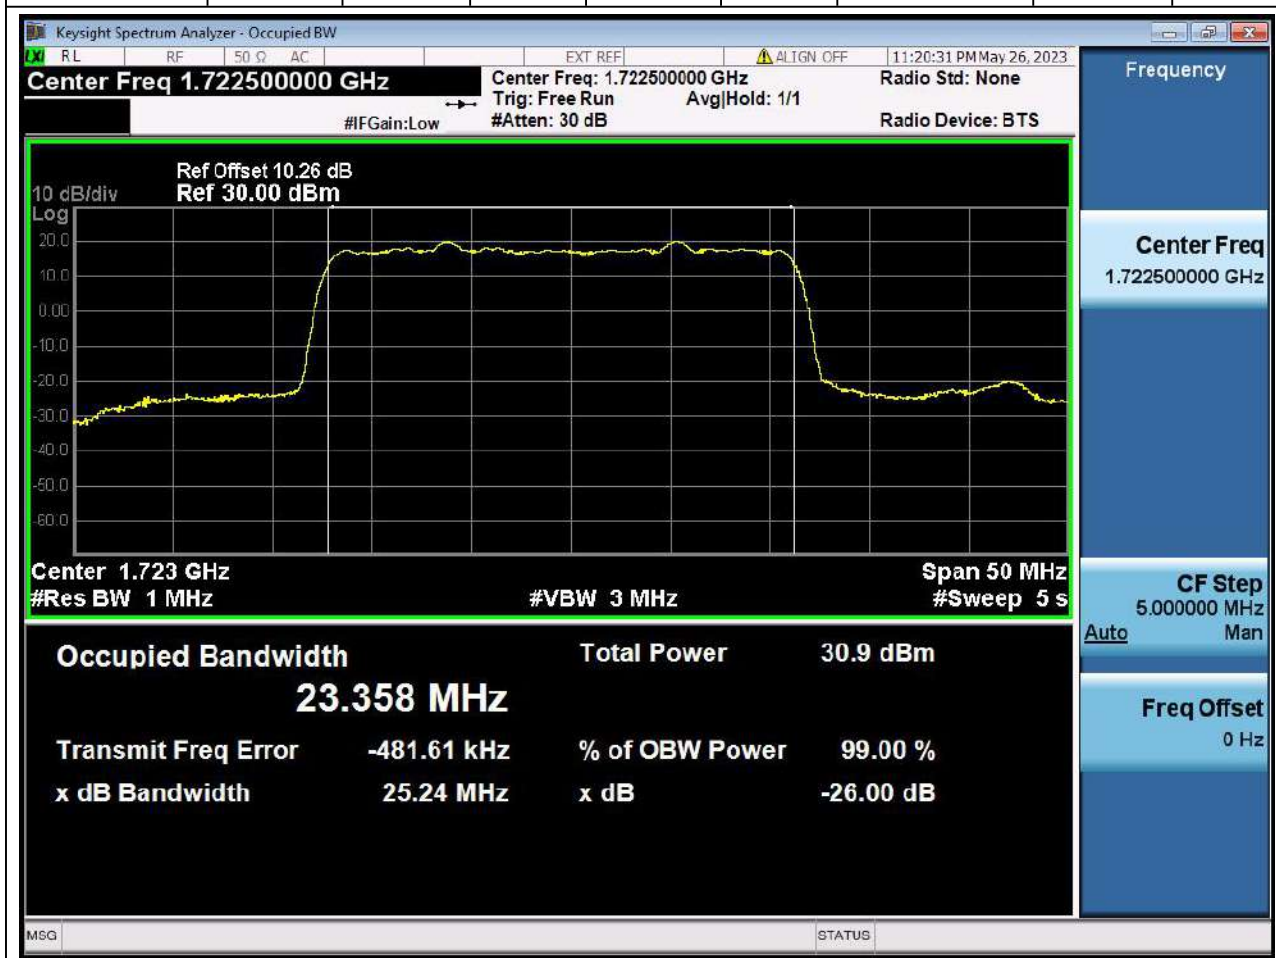 Keysight Spectrum Analyzer - Occupied BW
LXI RL RF 50 Ω AC EXT REF ALIGN OFF 11:20:31 PM May 26, 2023
Center Freq 1.722500000 GHz
Center Freq: 1.722500000 GHz
Radio Std: None
Trig: Free Run Avg|Hold: 1/1
#IFGain:Low
#Atten: 30 dB
Radio Device: BTS
Ref Offset 10.26 dB
10 dB/div Ref 30.00 dBm
Log
20.0
10.0
0.00
-10.0
-20.0
-30.0
-40.0
-50.0
-60.0
Center 1.723 GHz Span 50 MHz
#Res BW 1 MHz #VBW 3 MHz #Sweep 5 s
Occupied Bandwidth Total Power 30.9 dBm
23.358 MHz
Transmit Freq Error -481.61 kHz % of OBW Power 99.00 %
x dB Bandwidth 25.24 MHz x dB -26.00 dB
MSG STATUS
Frequency
Center Freq
1.722500000 GHz
CF Step
5.000000 MHz
Auto Man
Freq Offset
0 Hz